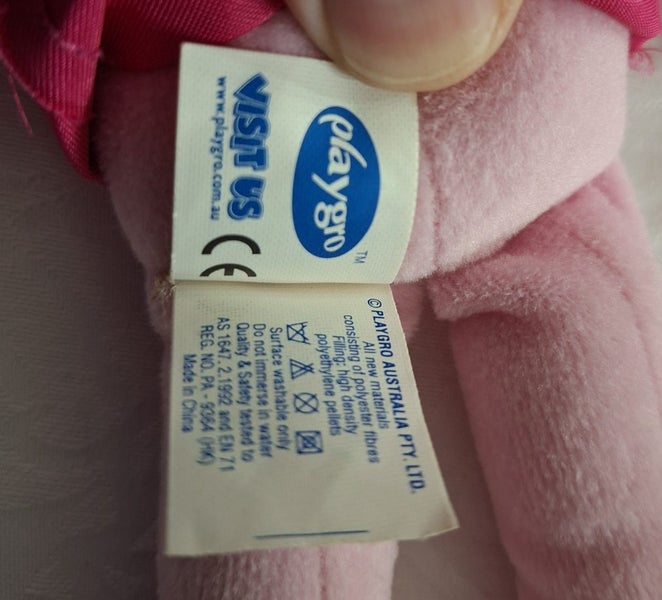 playgro™
VISIT US
www.playgro.com.au
CE
©PLAYGRO AUSTRALIA PTY. LTD.
All new materials
consisting of polyester fibres
Filling: high density
polyethylene pellets
Surface washable only
Do not immerse in water
Quality & Safety tested to
AS 1647. 2.1992 and EN 71
REG. NO. PA - 9364 (HK)
Made in China